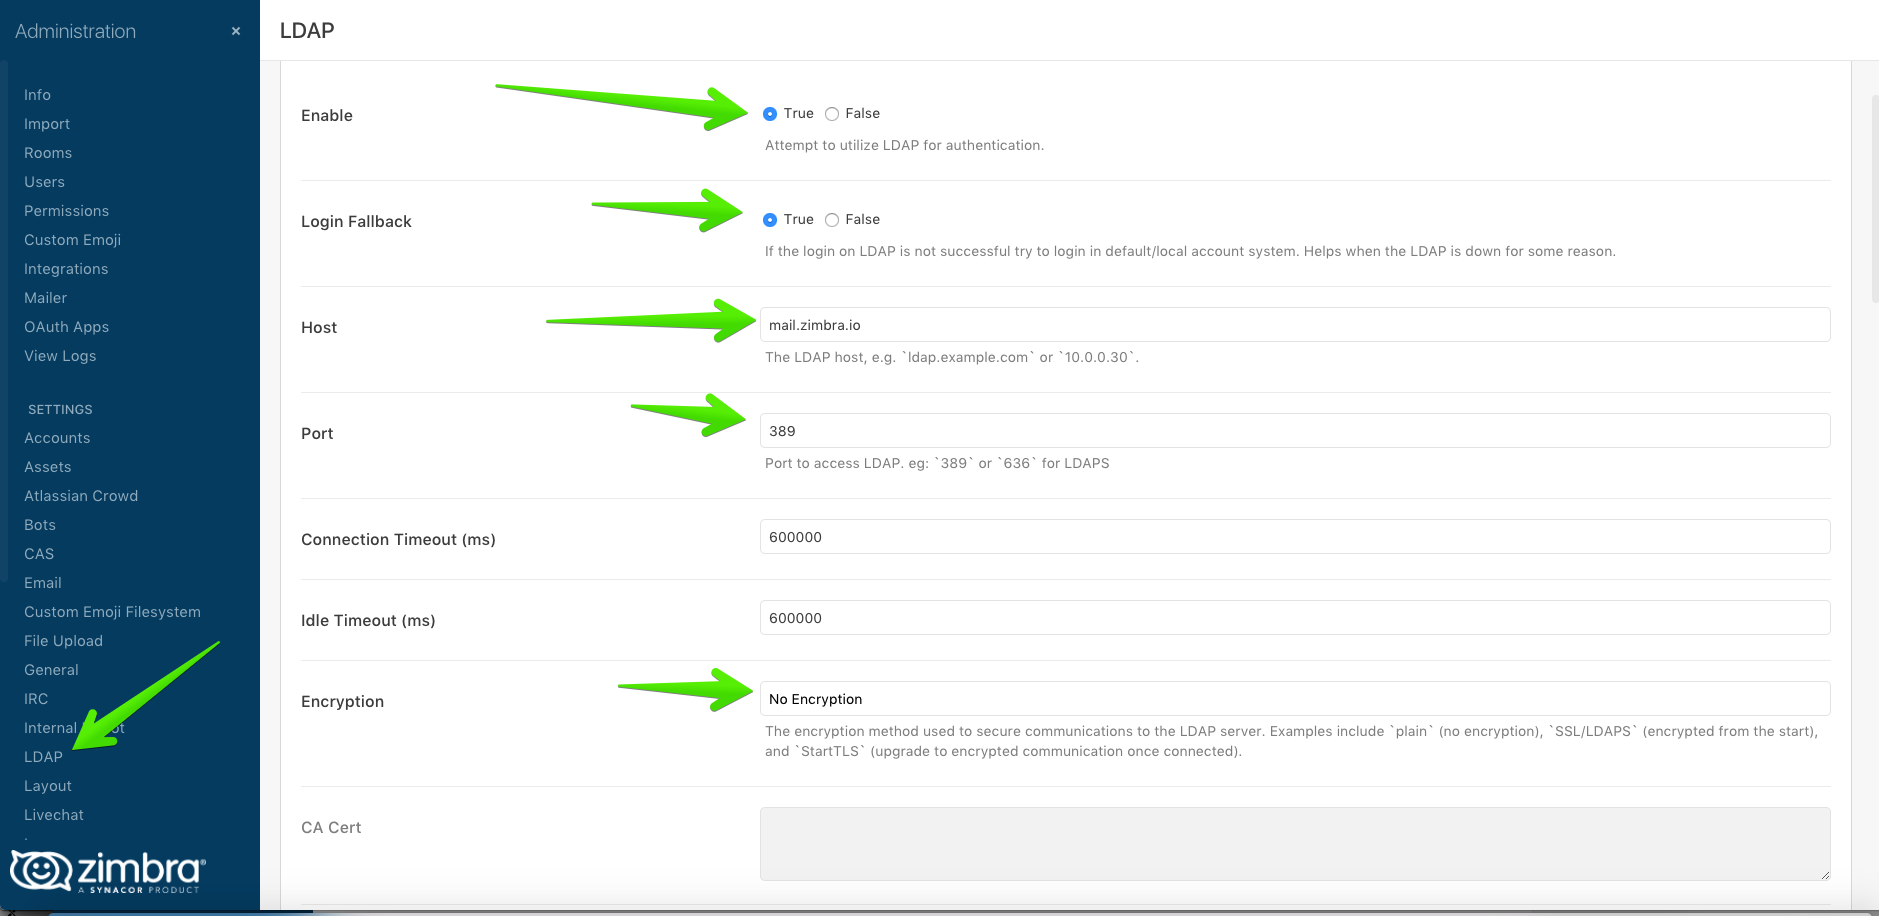 Administration
×
Info
Import
Rooms
Users
Permissions
Custom Emoji
Integrations
Mailer
OAuth Apps
View Logs
SETTINGS
Accounts
Assets
Atlassian Crowd
Bots
CAS
Email
Custom Emoji Filesystem
File Upload
General
IRC
Internal
LDAP
Layout
Livechat
zimbra®
A SYNACOR PRODUCT
LDAP
Enable
True False
Attempt to utilize LDAP for authentication.
Login Fallback
True False
If the login on LDAP is not successful try to login in default/local account system. Helps when the LDAP is down for some reason.
Host
mail.zimbra.io
The LDAP host, e.g. `ldap.example.com` or `10.0.0.30`.
Port
389
Port to access LDAP. eg: `389` or `636` for LDAPS
Connection Timeout (ms)
600000
Idle Timeout (ms)
600000
Encryption
No Encryption
The encryption method used to secure communications to the LDAP server. Examples include `plain` (no encryption), `SSL/LDAPS` (encrypted from the start),
and `StartTLS` (upgrade to encrypted communication once connected).
CA Cert